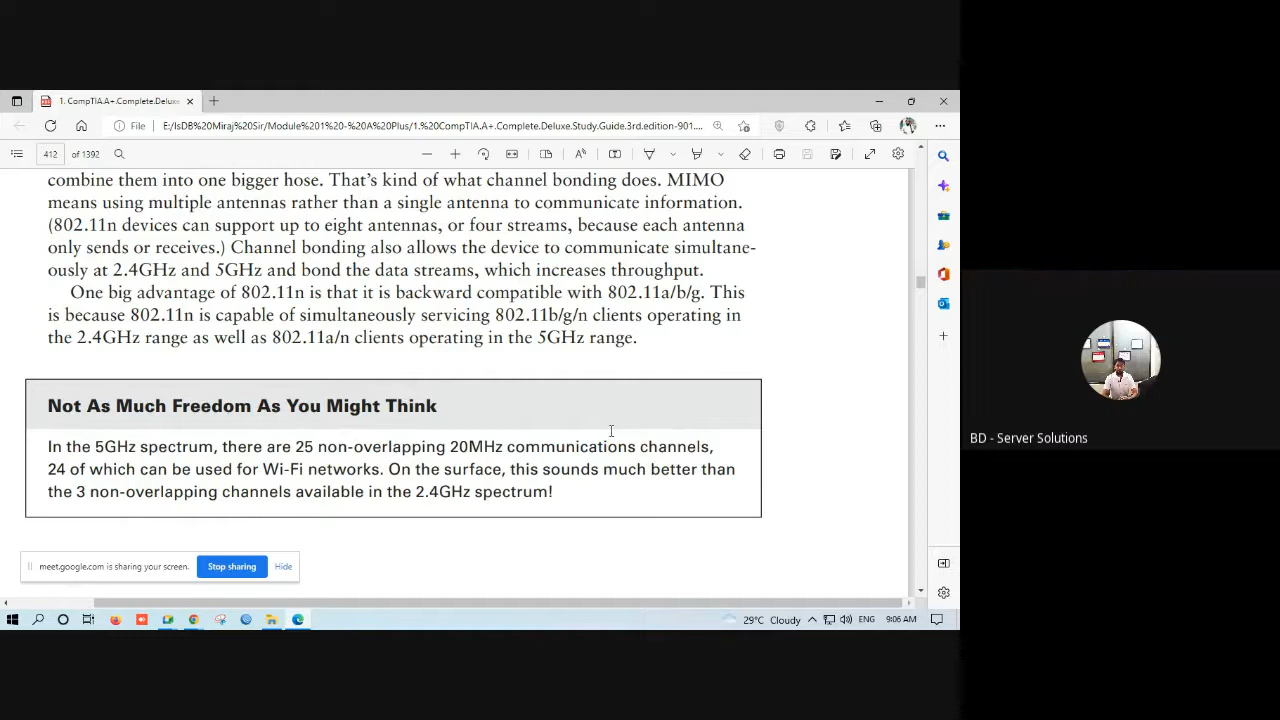 1. CompTIA.A+.Complete.Deluxe
File
E:/IsDB%20Miraj%20Sir/Module%201%20-%20A%20Plus/1.%20CompTIA.A+.Complete.Deluxe.Study.Guide.3rd.edition-901.
412 of 1392
combine them into one bigger hose. That's kind of what channel bonding does. MIMO
means using multiple antennas rather than a single antenna to communicate information.
(802.11n devices can support up to eight antennas, or four streams, because each antenna
only sends or receives.) Channel bonding also allows the device to communicate simultane-
ously at 2.4GHz and 5GHz and bond the data streams, which increases throughput.
One big advantage of 802.11n is that it is backward compatible with 802.11a/b/g. This
is because 802.11n is capable of simultaneously servicing 802.11b/g/n clients operating in
the 2.4GHz range as well as 802.11a/n clients operating in the 5GHz range.
Not As Much Freedom As You Might Think
In the 5GHz spectrum, there are 25 non-overlapping 20MHz communications channels,
24 of which can be used for Wi-Fi networks. On the surface, this sounds much better than
the 3 non-overlapping channels available in the 2.4GHz spectrum!
BD - Server Solutions
meet.google.com is sharing your screen.
Stop sharing
Hide
29°C Cloudy
ENG
9:06 AM